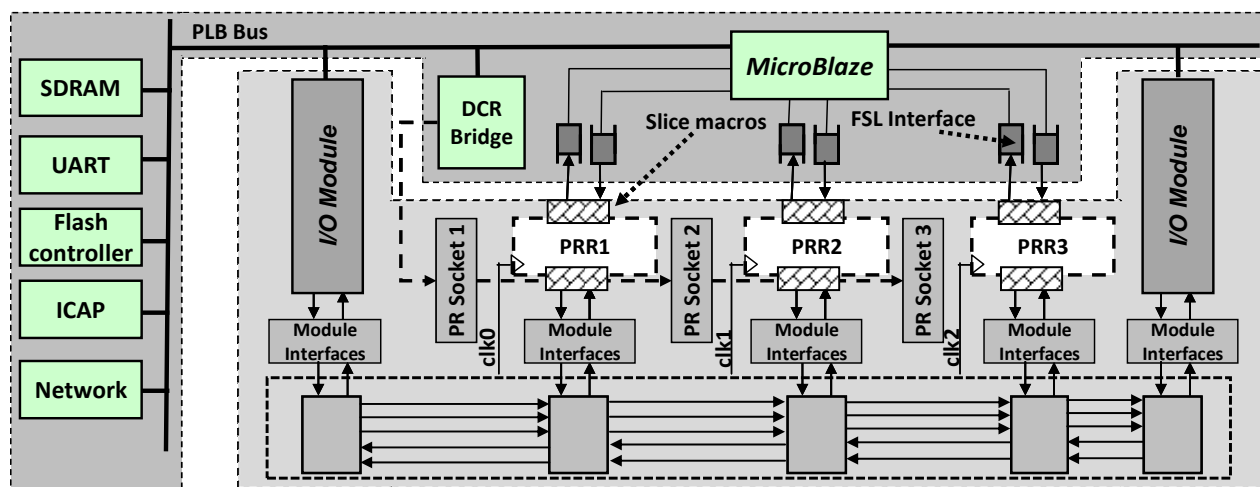 PLB Bus
MicroBlaze
SDRAM
UART
Flash
controller
ICAP
Network
I/O Module
DCR
Bridge
Slice macros
FSL Interface
I/O Module
PR Socket 1
PRR1
PR Socket 2
PRR2
PR Socket 3
PRR3
clk0
clk1
clk2
Module
Interfaces
Module
Interfaces
Module
Interfaces
Module
Interfaces
Module
Interfaces